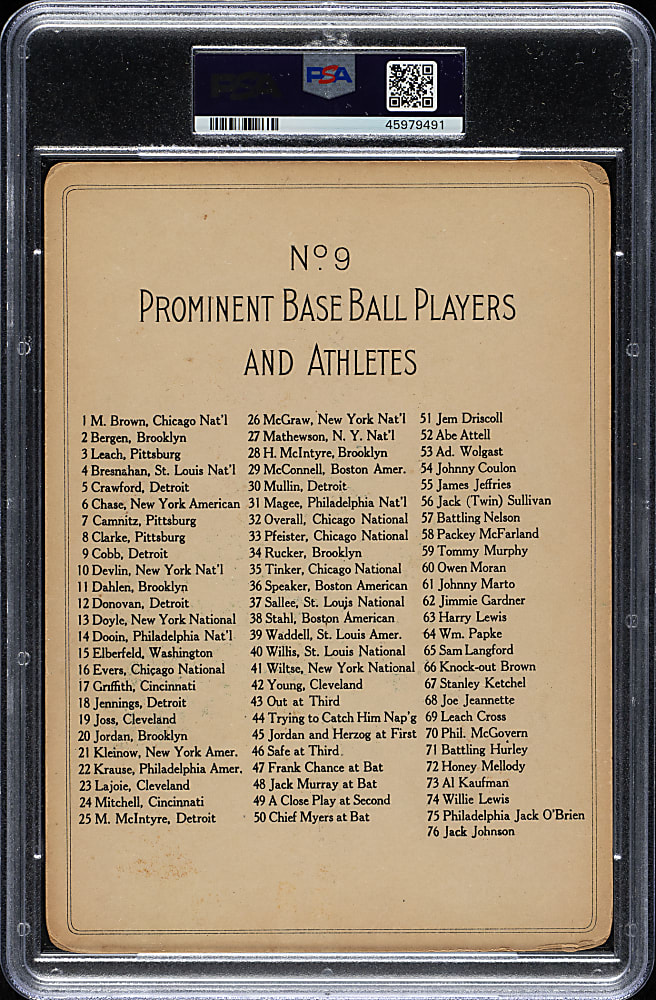 PSA
45979491
Nº 9
PROMINENT BASE BALL PLAYERS
AND ATHLETES
1 M. Brown, Chicago Nat'l
2 Bergen, Brooklyn
3 Leach, Pittsburg
4 Bresnahan, St. Louis Nat'l
5 Crawford, Detroit
6 Chase, New York American
7 Camnitz, Pittsburg
8 Clarke, Pittsburg
9 Cobb, Detroit
10 Devlin, New York Nat'l
11 Dahlen, Brooklyn
12 Donovan, Detroit
13 Doyle, New York National
14 Dooin, Philadelphia Nat'l
15 Elberfeld, Washington
16 Evers, Chicago National
17 Griffith, Cincinnati
18 Jennings, Detroit
19 Joss, Cleveland
20 Jordan, Brooklyn
21 Kleinow, New York Amer.
22 Krause, Philadelphia Amer.
23 Lajoie, Cleveland
24 Mitchell, Cincinnati
25 M. McIntyre, Detroit
26 McGraw, New York Nat'l
27 Mathewson, N. Y. Nat'l
28 H. McIntyre, Brooklyn
29 McConnell, Boston Amer.
30 Mullin, Detroit
31 Magee, Philadelphia Nat'l
32 Overall, Chicago National
33 Pfeister, Chicago National
34 Rucker, Brooklyn
35 Tinker, Chicago National
36 Speaker, Boston American
37 Sallee, St. Louis National
38 Stahl, Boston American
39 Waddell, St. Louis Amer.
40 Willis, St. Louis National
41 Wiltse, New York National
42 Young, Cleveland
43 Out at Third
44 Trying to Catch Him Nap'g
45 Jordan and Herzog at First
46 Safe at Third.
47 Frank Chance at Bat
48 Jack Murray at Bat
49 A Close Play at Second
50 Chief Myers at Bat
51 Jem Driscoll
52 Abe Attell
53 Ad. Wolgast
54 Johnny Coulon
55 James Jeffries
56 Jack (Twin) Sullivan
57 Battling Nelson
58 Packey McFarland
59 Tommy Murphy
60 Owen Moran
61 Johnny Marto
62 Jimmie Gardner
63 Harry Lewis
64 Wm. Papke
65 Sam Langford
66 Knock-out Brown
67 Stanley Ketchel
68 Joe Jeannette
69 Leach Cross
70 Phil. McGovern
71 Battling Hurley
72 Honey Mellody
73 Al Kaufman
74 Willie Lewis
75 Philadelphia Jack O'Brien
76 Jack Johnson